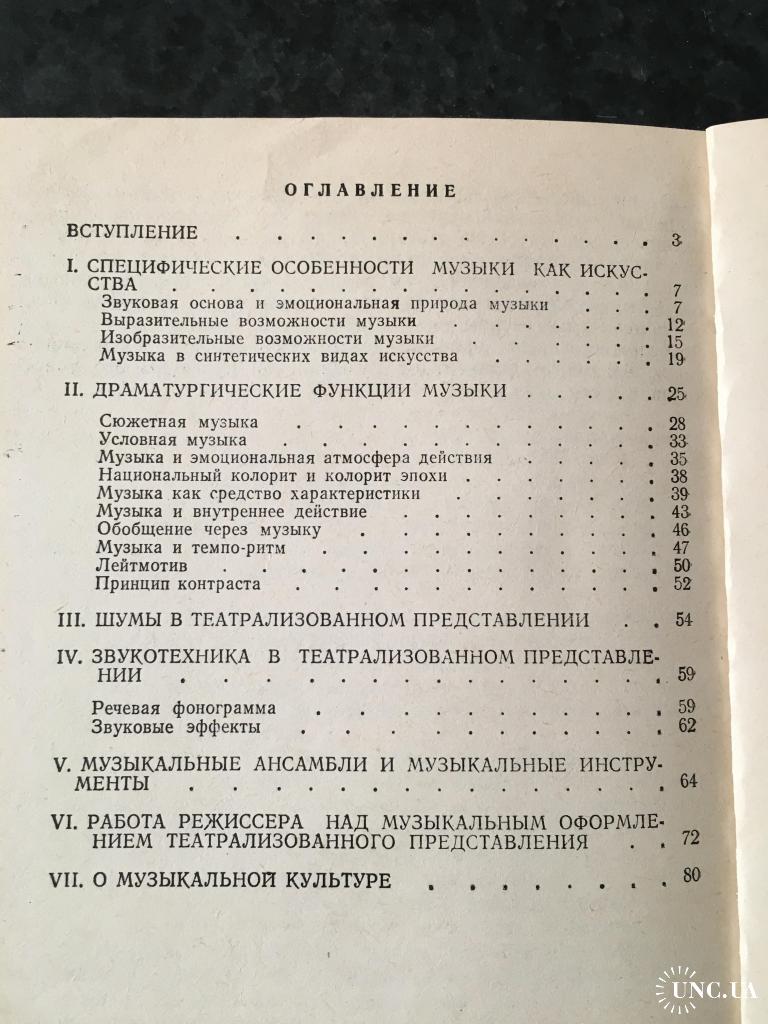 ОГЛАВЛЕНИЕ
ВСТУПЛЕНИЕ . . . . . . . . . . . . . 3
I. СПЕЦИФИЧЕСКИЕ ОСОБЕННОСТИ МУЗЫКИ КАК ИСКУС-
СТВА . . . . . . . . . . . . . . . 7
Звуковая основа и эмоциональная природа музыки . . . 7
Выразительные возможности музыки . . . . . . . 12
Изобразительные возможности музыки . . . . . . 15
Музыка в синтетических видах искусства . . . . . . 19
II. ДРАМАТУРГИЧЕСКИЕ ФУНКЦИИ МУЗЫКИ . . . . . 25
Сюжетная музыка . . . . . . . . . . . . 28
Условная музыка . . . . . . . . . . . . 33
Музыка и эмоциональная атмосфера действия . . . . . 35
Национальный колорит и колорит эпохи . . . . . . 38
Музыка как средство характеристики . . . . . . . 39
Музыка и внутреннее действие . . . . . . . . 43
Обобщение через музыку . . . . . . . . . 46
Музыка и темпо-ритм . . . . . . . . . . . 47
Лейтмотив . . . . . . . . . . . . . 50
Принцип контраста . . . . . . . . . . . 52
III. ШУМЫ В ТЕАТРАЛИЗОВАННОМ ПРЕДСТАВЛЕНИИ . . 54
IV. ЗВУКОТЕХНИКА В ТЕАТРАЛИЗОВАННОМ ПРЕДСТАВЛЕ-
НИИ . . . . . . . . . . . . . . . 59
Речевая фонограмма . . . . . . . . . . . 59
Звуковые эффекты . . . . . . . . . . . 62
V. МУЗЫКАЛЬНЫЕ АНСАМБЛИ И МУЗЫКАЛЬНЫЕ ИНСТРУ-
МЕНТЫ . . . . . . . . . . . . . . . 64
VI. РАБОТА РЕЖИССЕРА НАД МУЗЫКАЛЬНЫМ ОФОРМЛЕ-
НИЕМ ТЕАТРАЛИЗОВАННОГО ПРЕДСТАВЛЕНИЯ . . 72
VII. О МУЗЫКАЛЬНОЙ КУЛЬТУРЕ . . . . . . . . 80
UNC.UA